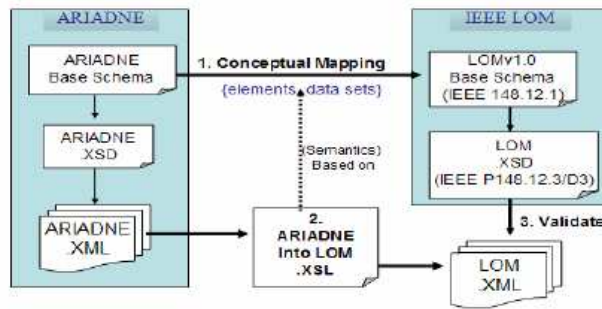 ARIADNE
IEEE LOM
ARIADNE
Base Schema
1. Conceptual Mapping
{elements, data sets}
LOMv1.0
Base Schema
(IEEE 148.12.1)
ARIADNE
.XSD
(Semantics)
Based on
LOM
XSD
(IEEE P148.12.3/D3)
ARIADNE
.XML
2.
ARIADNE
Into LOM
.XSL
3. Validate
LOM
.XML